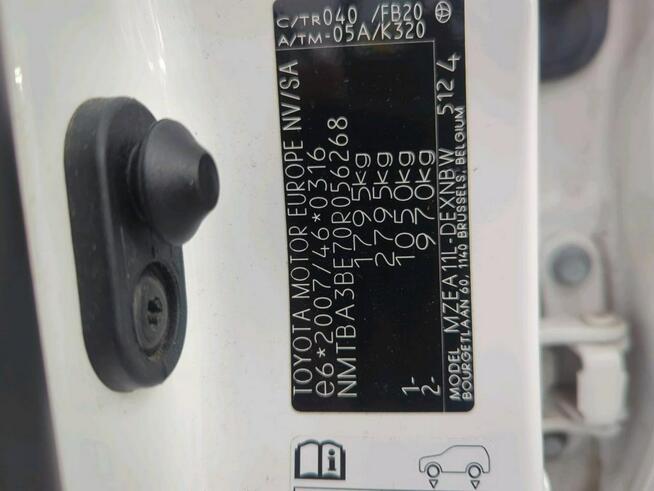 TOYOTA MOTOR EUROPE NV/SA
e6*2007/46*0316
NMTBA3BE70R056268
1795kg
2795kg
1- 1050kg
2- 970kg
MODEL MZEA11L-DEXNBW 5124
BOURGETLAAN 60, 1140 BRUSSELS, BELGIUM
C/TR040 /FB20
A/TM-05A/K320
i